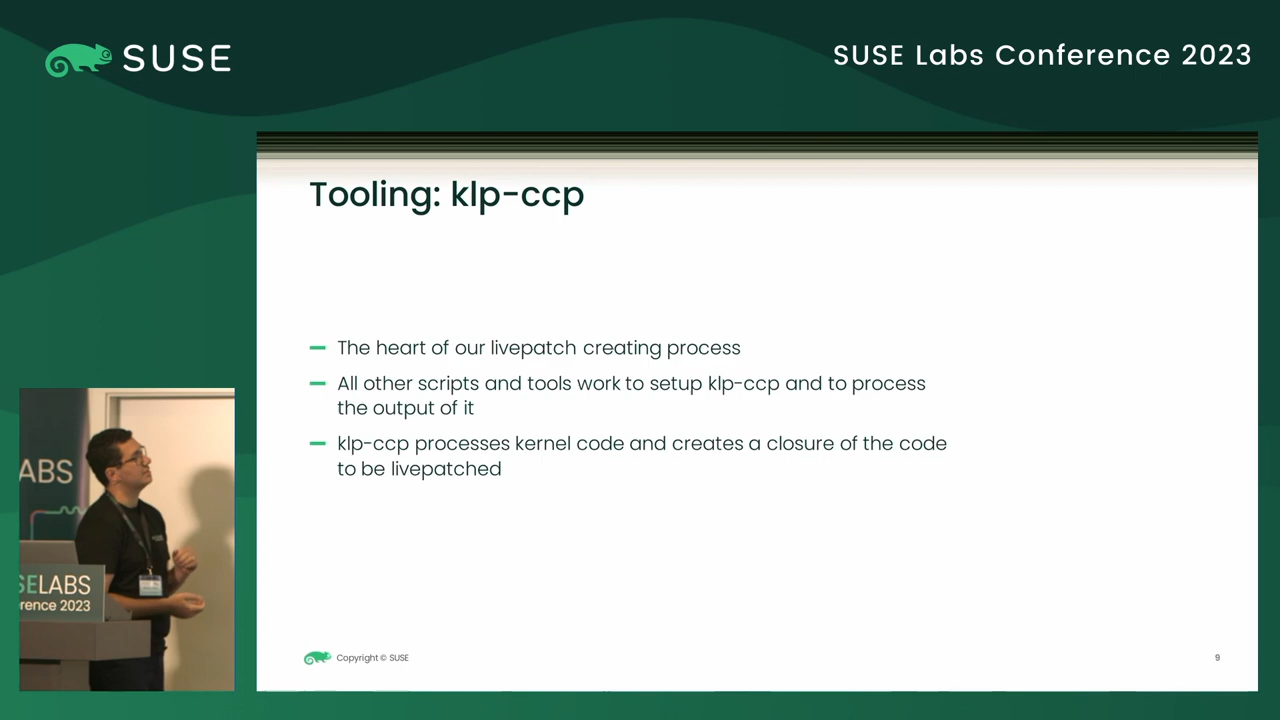 SUSE
SUSE Labs Conference 2023
Tooling: klp-ccp
The heart of our livepatch creating process
All other scripts and tools work to setup klp-ccp and to process
the output of it
klp-ccp processes kernel code and creates a closure of the code
to be livepatched
ABS
SELABS
rence 2023
Copyright © SUSE
9